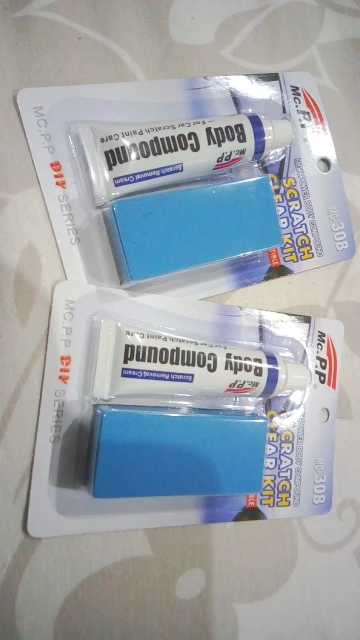 Mc.P.P
SCRATCH
CLEAR KIT
308
Mc.P.P
Body Compound
— For Car Scratch Paint Care
Scratch Removal Cream
MC.P.P DIY SERIES
Mc.P.P
SCRATCH
CLEAR KIT
308
Mc.P.P
Body Compound
For Car Scratch Paint Care
Scratch Removal Cream
MC.P.P DIY SERIES